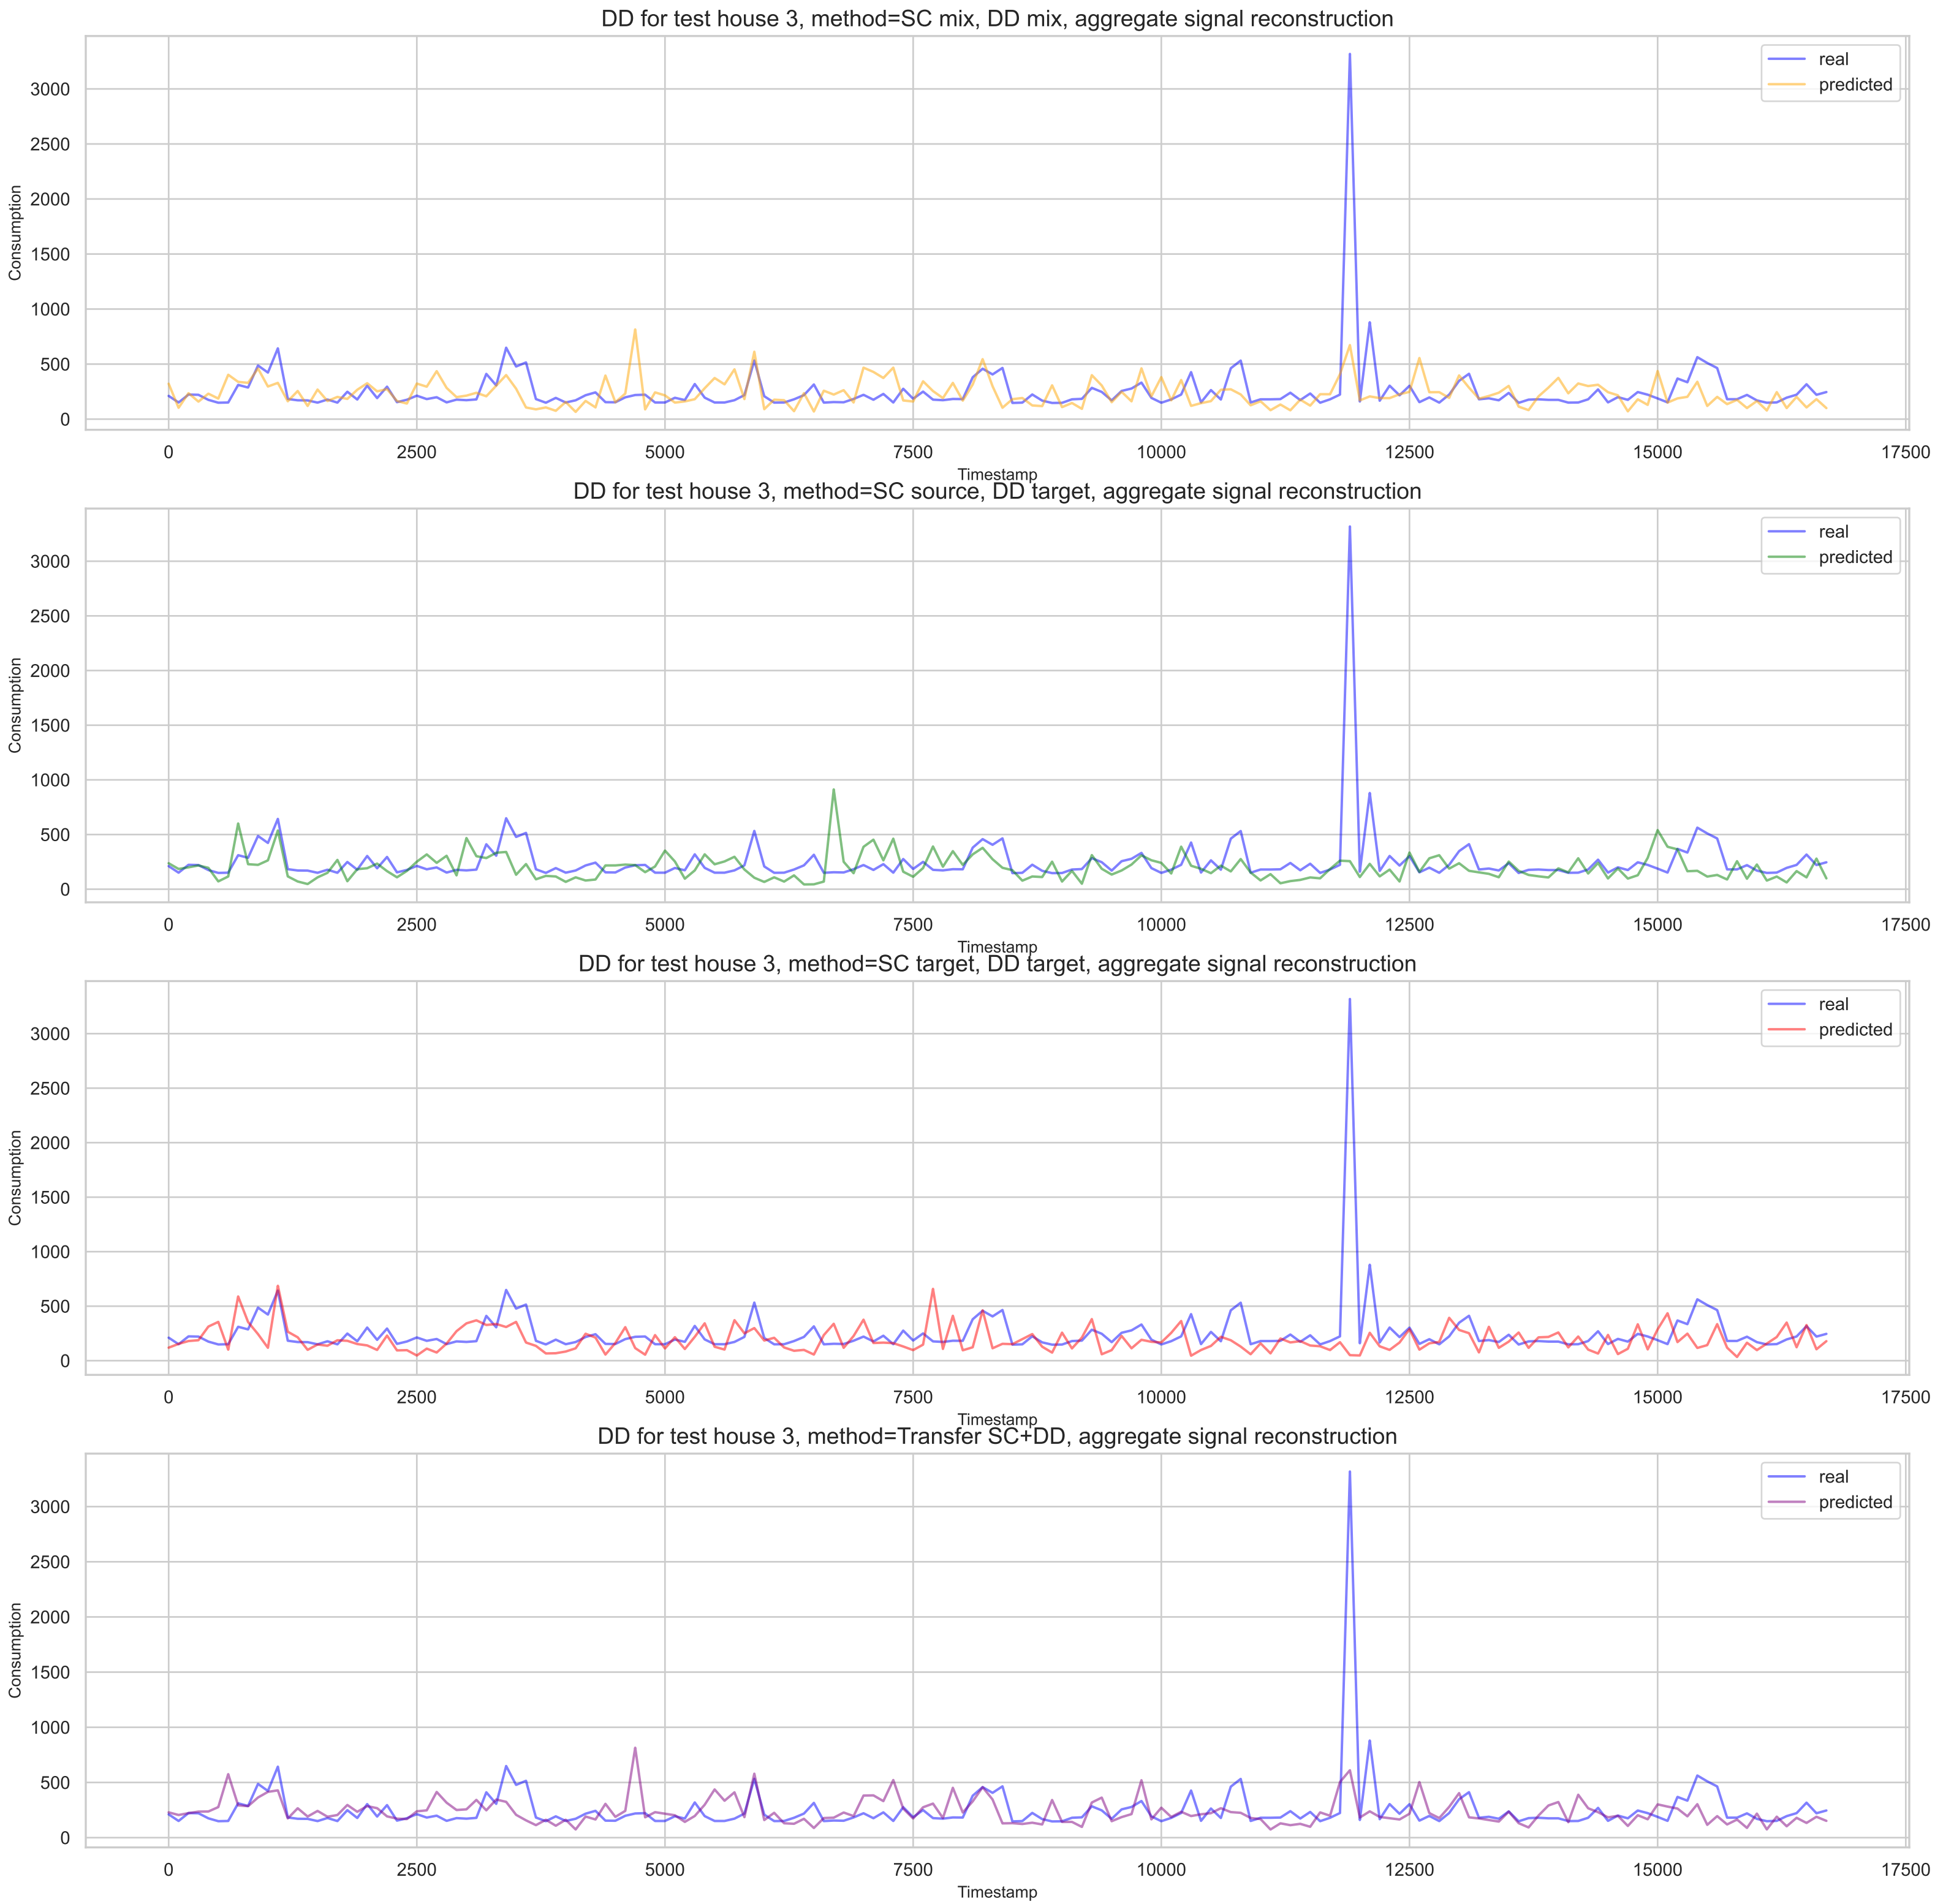 DD for test house 3, method=SC mix, DD mix, aggregate signal reconstruction
real
predicted
3000
2500
2000
1500
1000
500
0
Consumption
0 2500 5000 7500 10000 12500 15000 17500
Timestamp
DD for test house 3, method=SC source, DD target, aggregate signal reconstruction
real
predicted
3000
2500
2000
1500
1000
500
0
Consumption
0 2500 5000 7500 10000 12500 15000 17500
Timestamp
DD for test house 3, method=SC target, DD target, aggregate signal reconstruction
real
predicted
3000
2500
2000
1500
1000
500
0
Consumption
0 2500 5000 7500 10000 12500 15000 17500
Timestamp
DD for test house 3, method=Transfer SC+DD, aggregate signal reconstruction
real
predicted
3000
2500
2000
1500
1000
500
0
Consumption
0 2500 5000 7500 10000 12500 15000 17500
Timestamp